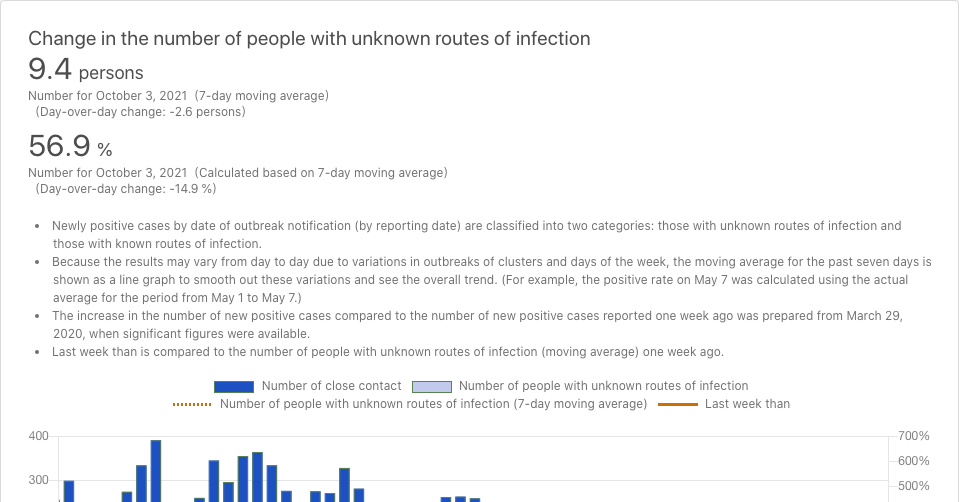 Change in the number of people with unknown routes of infection
9.4 persons
Number for October 3, 2021 (7-day moving average)
(Day-over-day change: -2.6 persons)
56.9 %
Number for October 3, 2021 (Calculated based on 7-day moving average)
(Day-over-day change: -14.9 %)
• Newly positive cases by date of outbreak notification (by reporting date) are classified into two categories: those with unknown routes of infection and
those with known routes of infection.
• Because the results may vary from day to day due to variations in outbreaks of clusters and days of the week, the moving average for the past seven days is
shown as a line graph to smooth out these variations and see the overall trend. (For example, the positive rate on May 7 was calculated using the actual
average for the period from May 1 to May 7.)
• The increase in the number of new positive cases compared to the number of new positive cases reported one week ago was prepared from March 29,
2020, when significant figures were available.
• Last week than is compared to the number of people with unknown routes of infection (moving average) one week ago.
Number of close contact Number of people with unknown routes of infection
Number of people with unknown routes of infection (7-day moving average) Last week than
400 700%
600%
300 500%